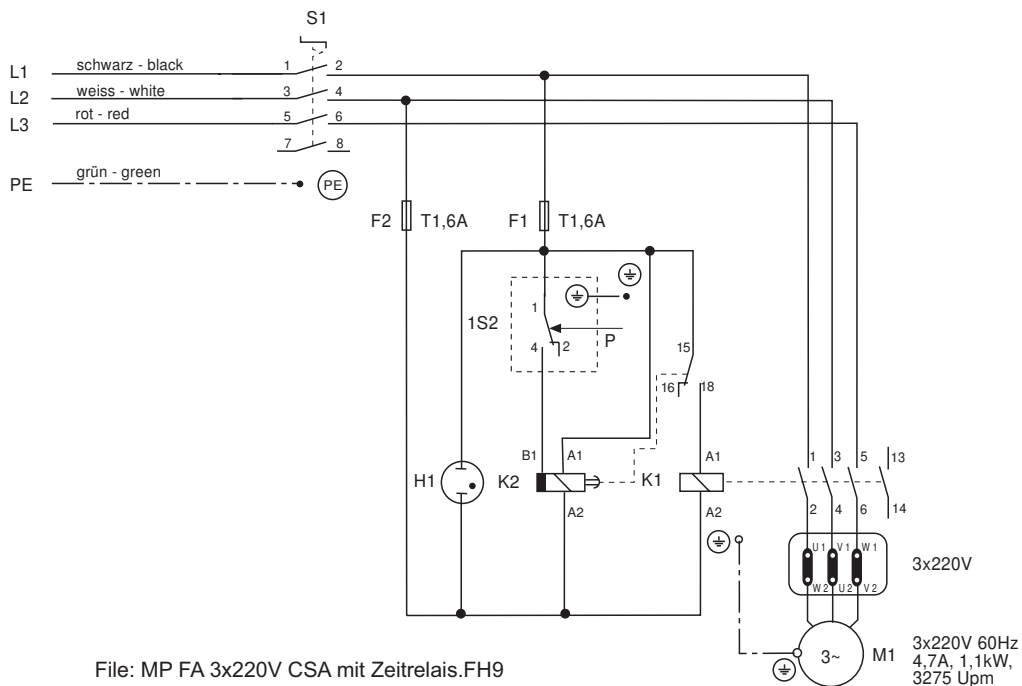 S1
L1 schwarz - black 1 2
L2 weiss - white 3 4
L3 rot - red 5 6
7 8
PE grün - green PE
F2 T1,6A F1 T1,6A
1S2 1
4 2 P
15
16 18
B1 A1 A1 1 3 5 13
H1 K2 K1
A2 A2 2 4 6 14
U1 V1 W1
3x220V
W2 U2 V2
3~ M1 3x220V 60Hz
4,7A, 1,1kW,
3275 Upm
File: MP FA 3x220V CSA mit Zeitrelais.FH9